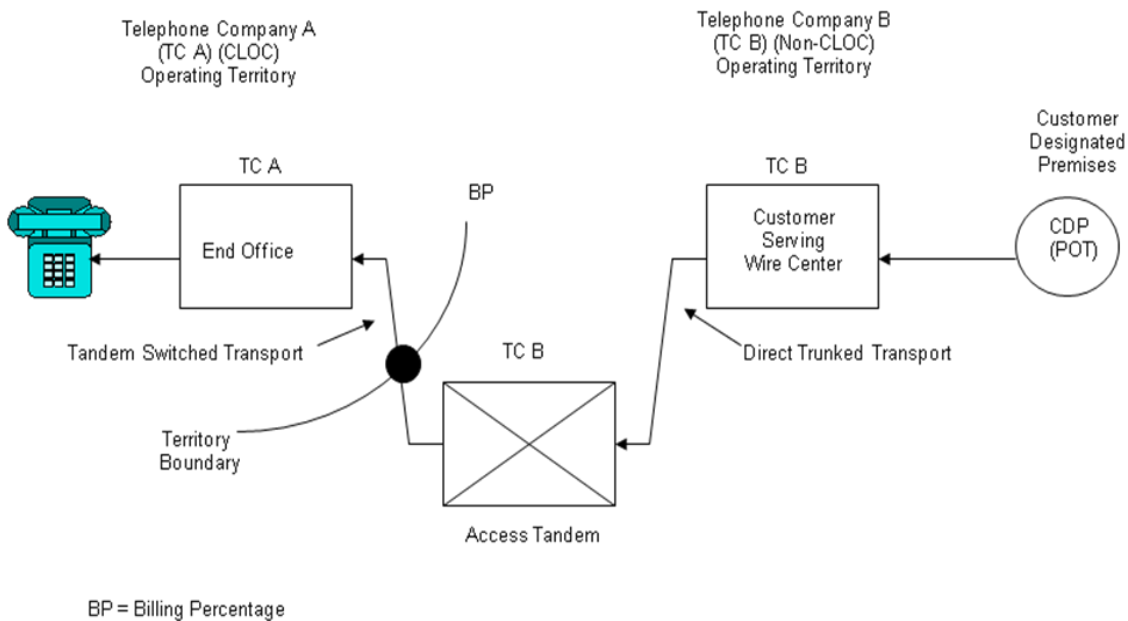 Telephone Company A
(TC A) (CLOC)
Operating Territory
Telephone Company B
(TC B) (Non-CLOC)
Operating Territory
Customer
Designated
Premises
TC A
BP
TC B
End Office
Customer
Serving
Wire Center
CDP
(POT)
Tandem Switched Transport
TC B
Direct Trunked Transport
Territory
Boundary
Access Tandem
BP = Billing Percentage